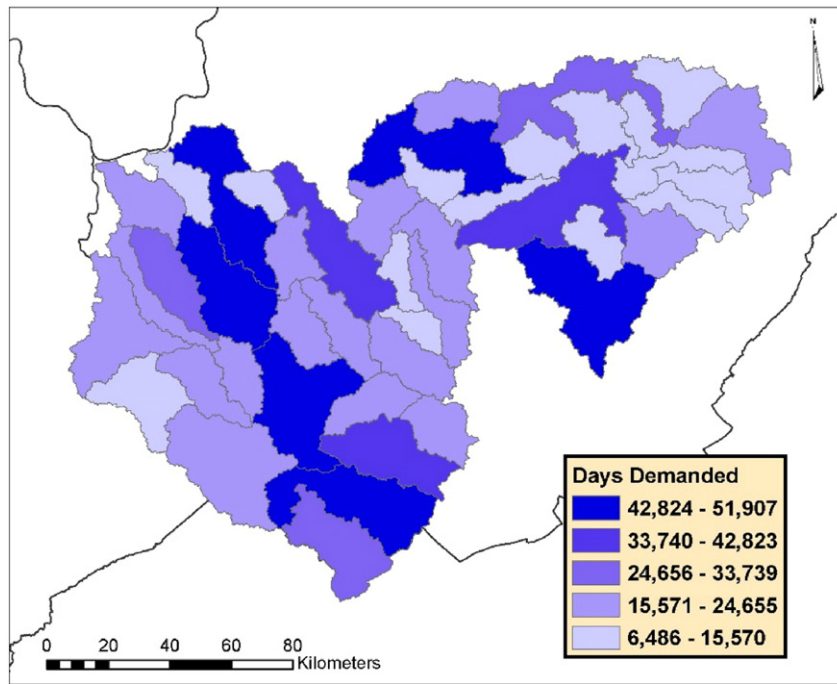 N
Days Demanded
42,824 - 51,907
33,740 - 42,823
24,656 - 33,739
15,571 - 24,655
6,486 - 15,570
0 10 20 40 60 80
Kilometers